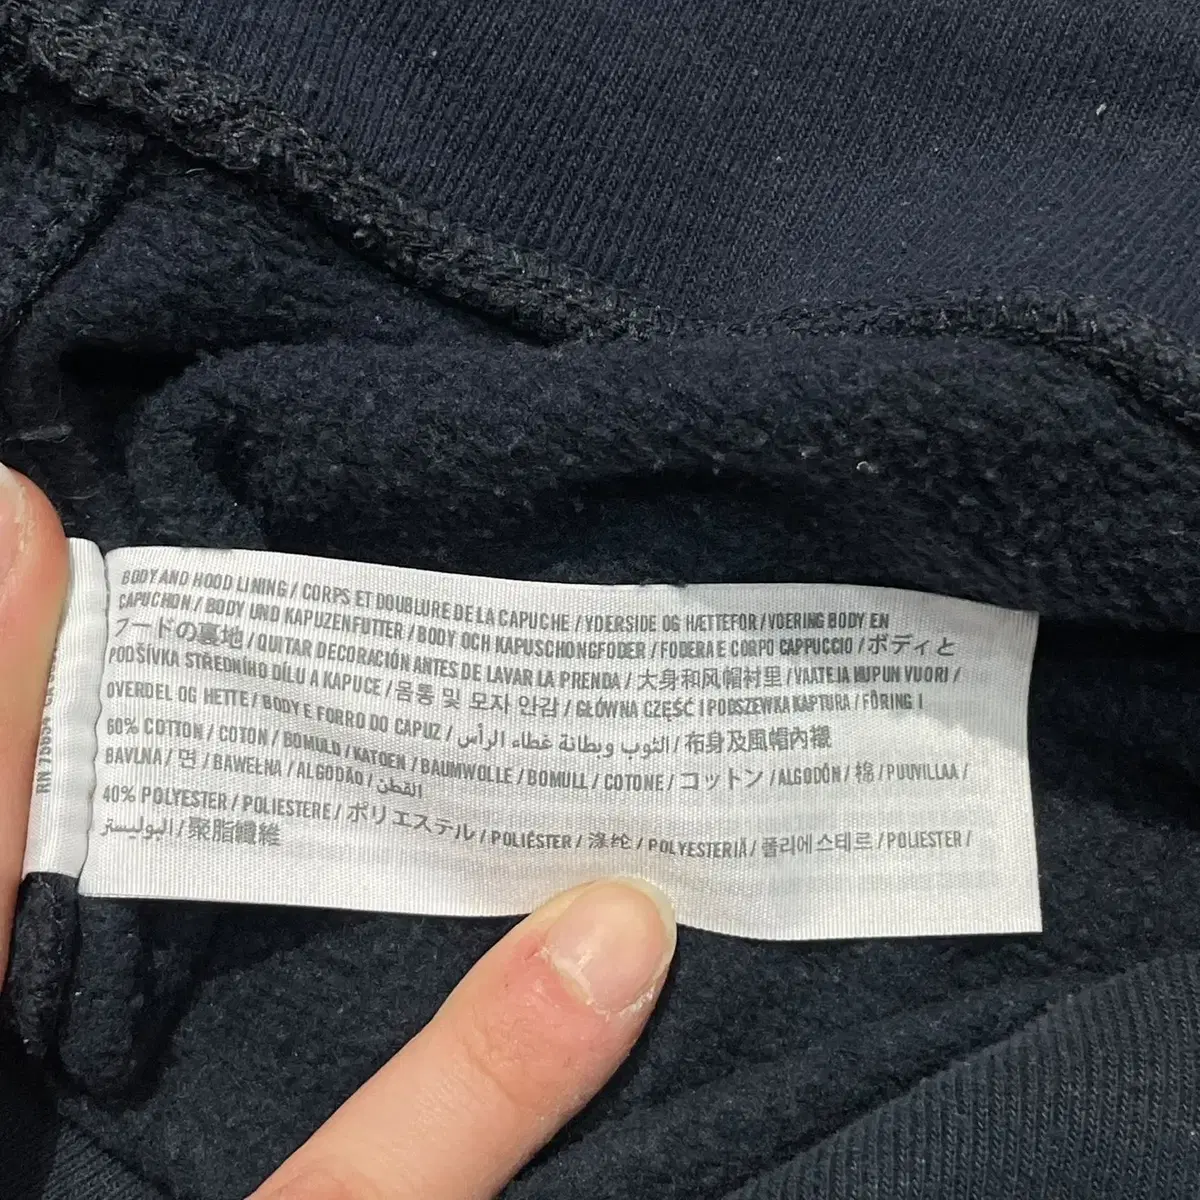 BODY AND HOOD LINING / CORPS ET DOUBLURE DE LA CAPUCHE / YDERSIDE OG HÆTTEFOR / VOERING BODY EN
CAPUCHON / BODY UND KAPUZENFUTTER / BODY OCH KAPUSCHONGFODER / FODERA E CORPO CAPPUCCIO / ボディと
フードの裏地 / QUITAR DECORACIÓN ANTES DE LAVAR LA PRENDA / 大身和风帽衬里 / VAATE JA HUPUN VUORI /
PODŠÍVKA STŘEDNÍHO DÍLU A KAPUCE / 몸통 및 모자 안감 / GŁÓWNA CZĘŚĆ I PODSZEWKA KAPTURA / FÔRING I
OVERDEL OG HETTE / BODY E FORRO DO CAPUZ / الثوب وبطانة غطاء الرأس / 布身及風帽內襯
60% COTTON / COTON / BOMULD / KATOEN / BAUMWOLLE / BOMULL / COTONE / コットン / ALGODÓN / 棉 / PUUVILLAA /
BAVLNA / 면 / BAWEŁNA / ALGODÃO / القطن
40% POLYESTER / POLIESTERE / ポリエステル / POLIÉSTER / 涤纶 / POLYESTERIÄ / 폴리에스테르 / POLIESTER /
البوليستر / 聚脂纖維
RN 75654